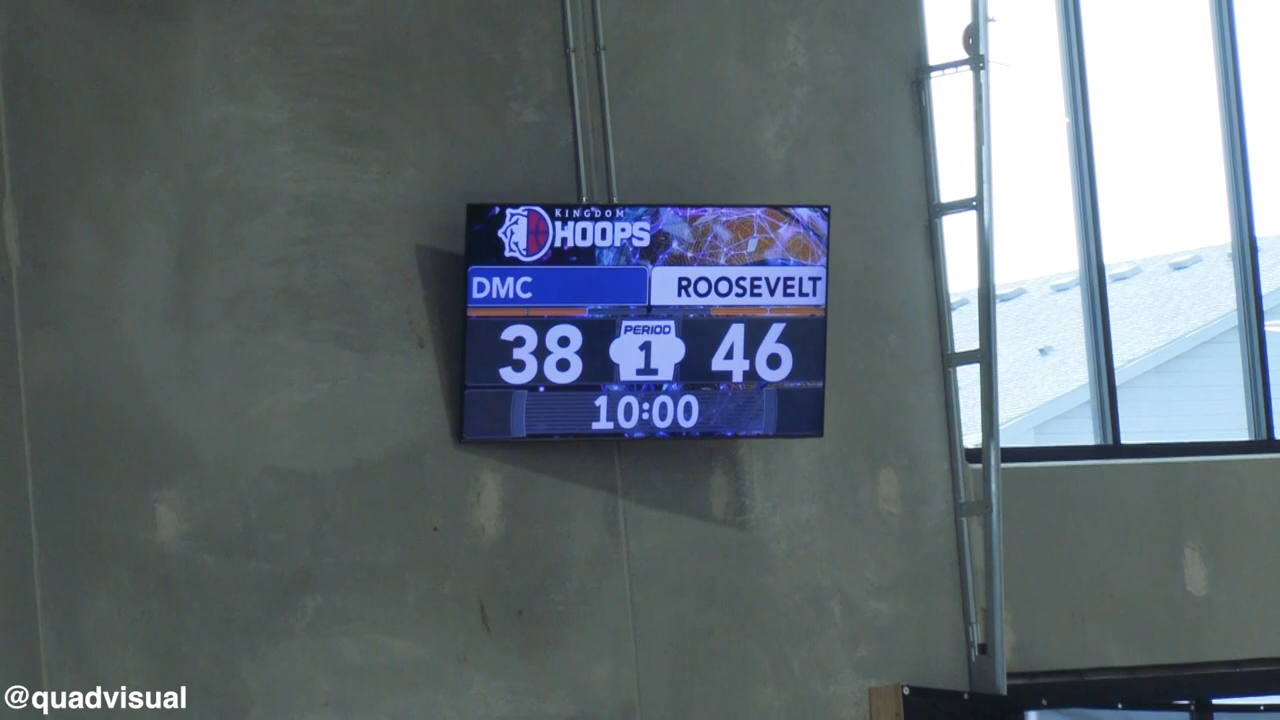 KINGDOM
HOOPS
DMC ROOSEVELT
38 PERIOD 1 46
10:00
@quadvisual